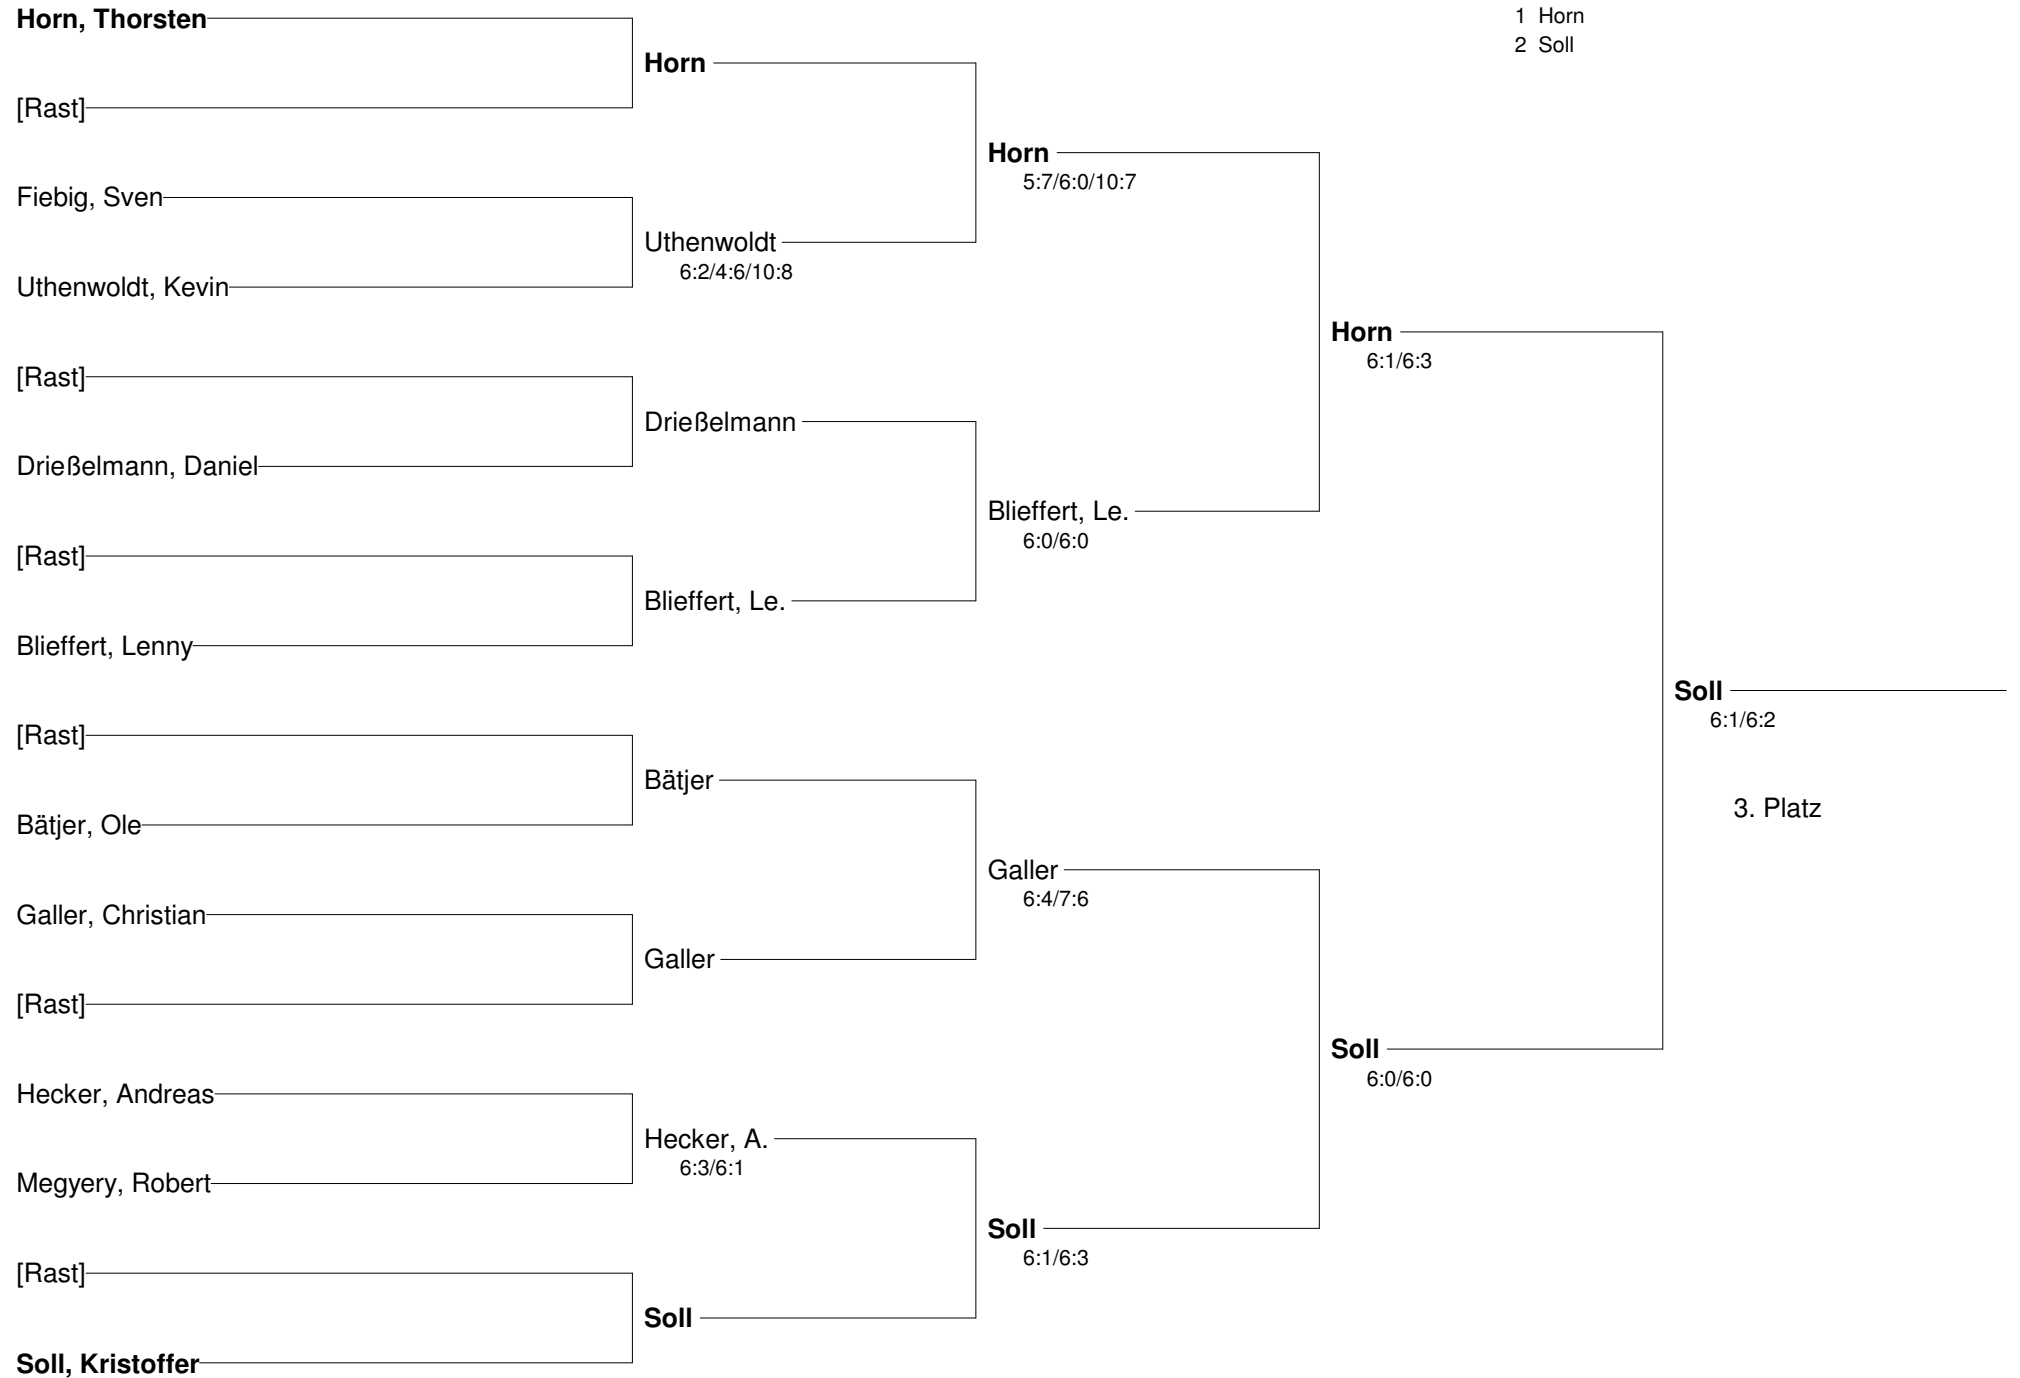 Horn, Thorsten
[Rast]
Fiebig, Sven
Uthenwoldt, Kevin
[Rast]
Drießelmann, Daniel
[Rast]
Blieffert, Lenny
[Rast]
Bätjer, Ole
Galler, Christian
[Rast]
Hecker, Andreas
Megyery, Robert
[Rast]
Soll, Kristoffer
Horn
Uthenwoldt
6:2/4:6/10:8
Drießelmann
Blieffert, Le.
Bätjer
Galler
Hecker, A.
6:3/6:1
Soll
Horn
5:7/6:0/10:7
Blieffert, Le.
6:0/6:0
Galler
6:4/7:6
Soll
6:1/6:3
Horn
6:1/6:3
Soll
6:0/6:0
Soll
6:1/6:2
3. Platz
1 Horn
2 Soll